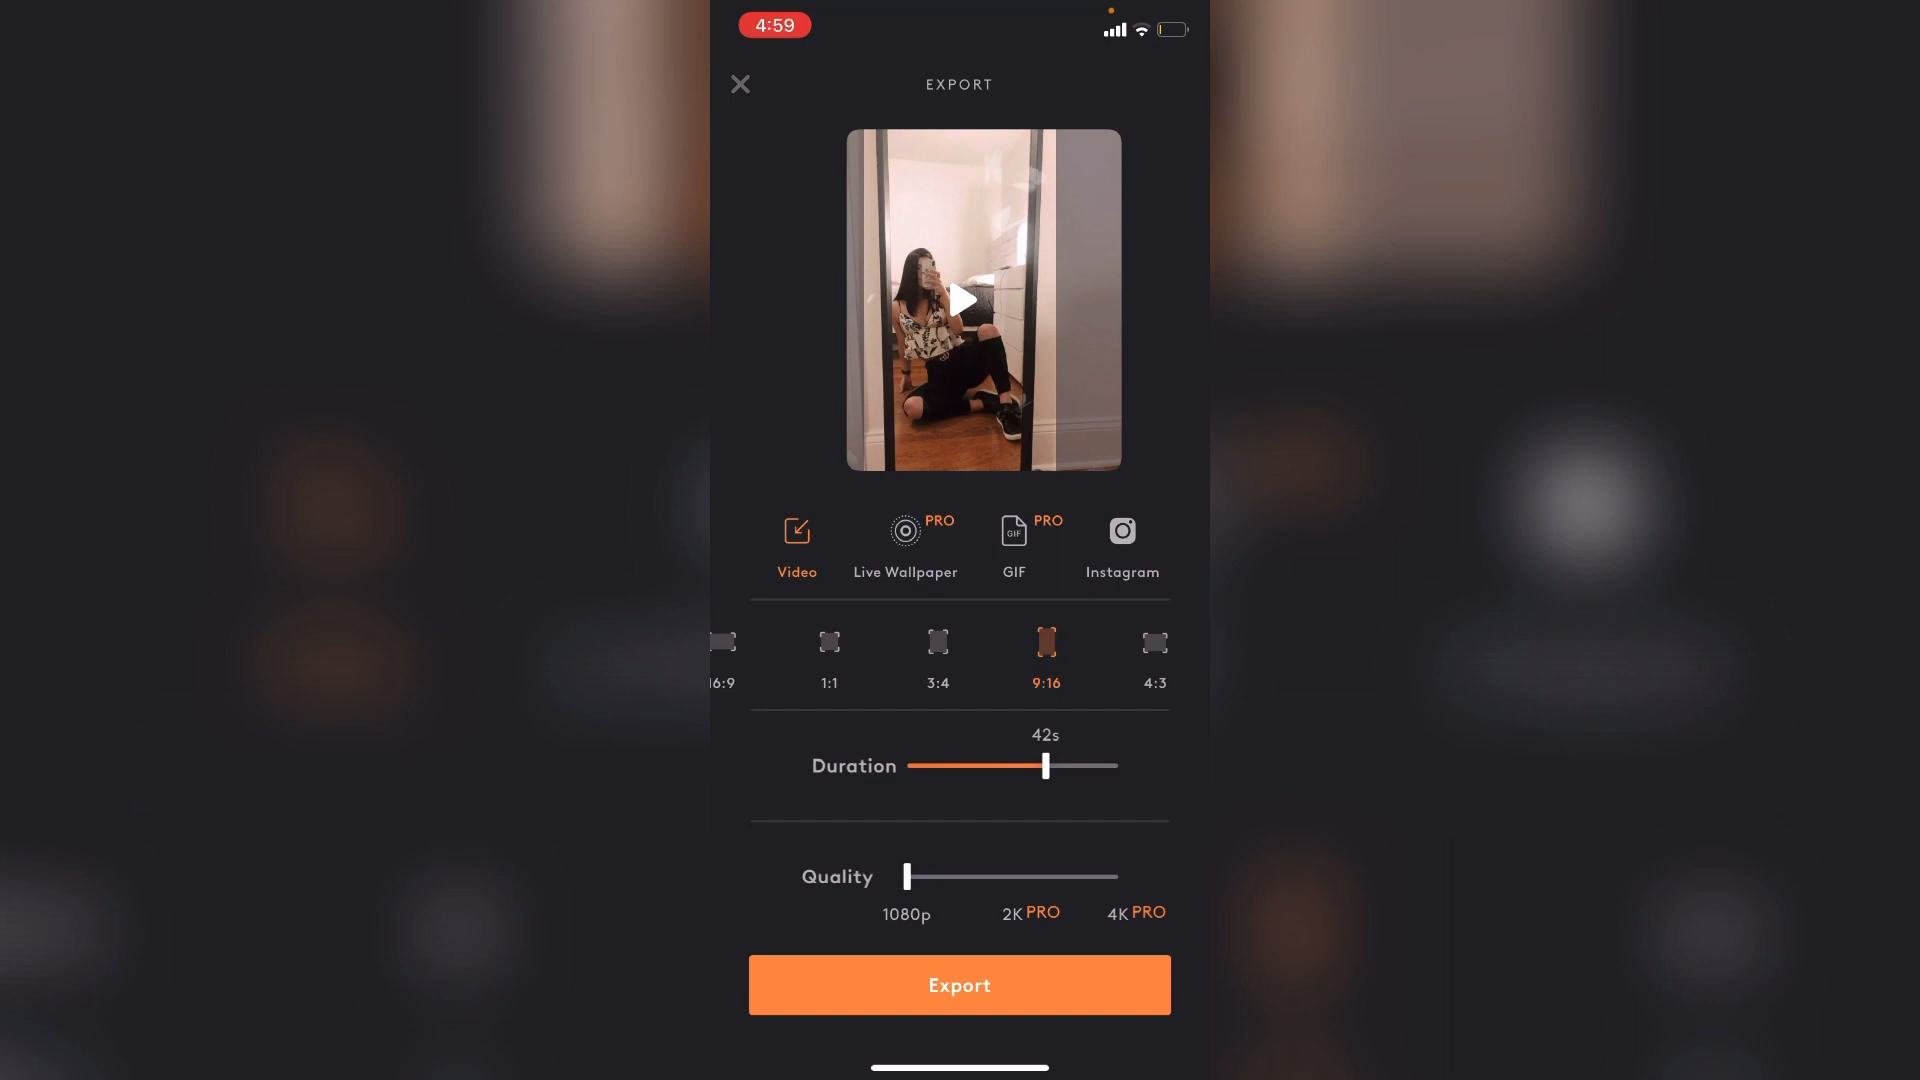 4:59
EXPORT
PRO
PRO
GIF
Video
Live Wallpaper
GIF
Instagram
16:9
1:1
3:4
9:16
4:3
42s
Duration
Quality
1080p
2K PRO
4K PRO
Export